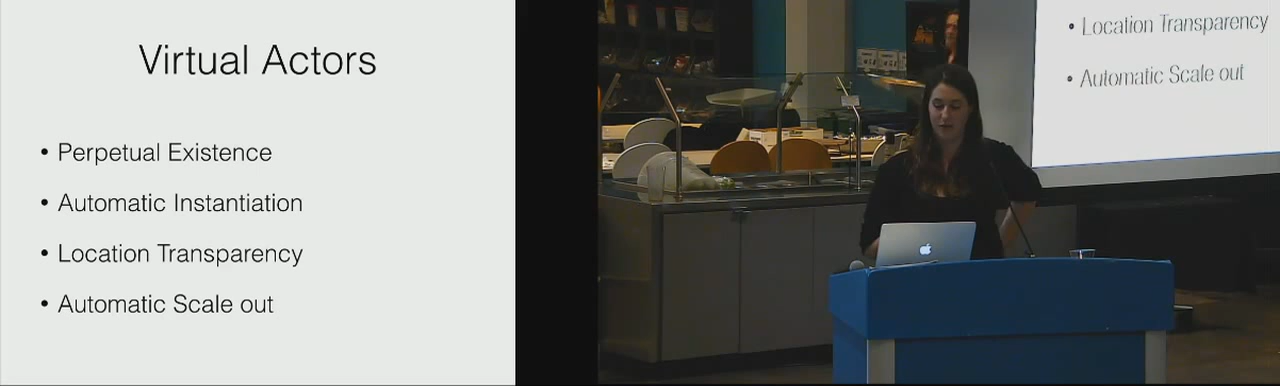 Virtual Actors
• Perpetual Existence
• Automatic Instantiation
• Location Transparency
• Automatic Scale out
• Location Transparency
• Automatic Scale out